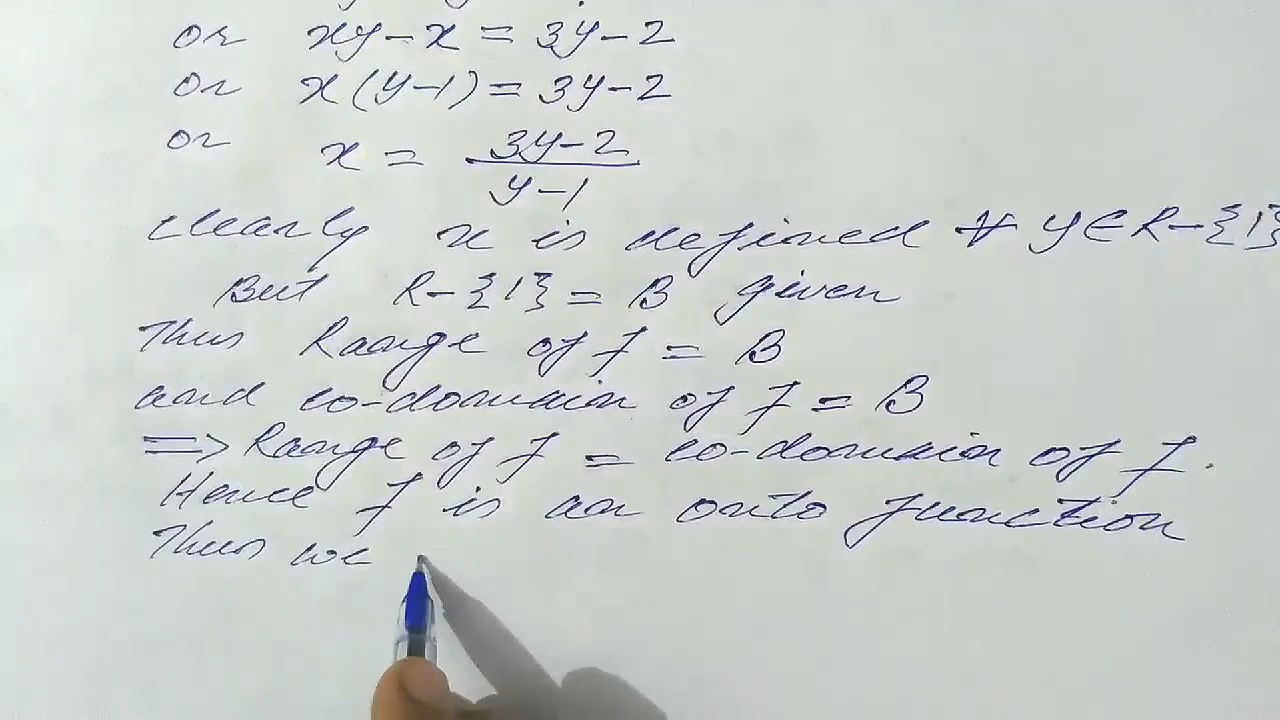 or xy - x = 3y - 2
or x(y-1) = 3y - 2
or x = \frac{3y-2}{y-1}
Clearly x is defined ∀ y ∈ R - {1}
But R - {1} = B given
Thus Range of f = B
and co-domain of f = B
⇒ Range of f = co-domain of f.
Hence f is an onto function
Thus we